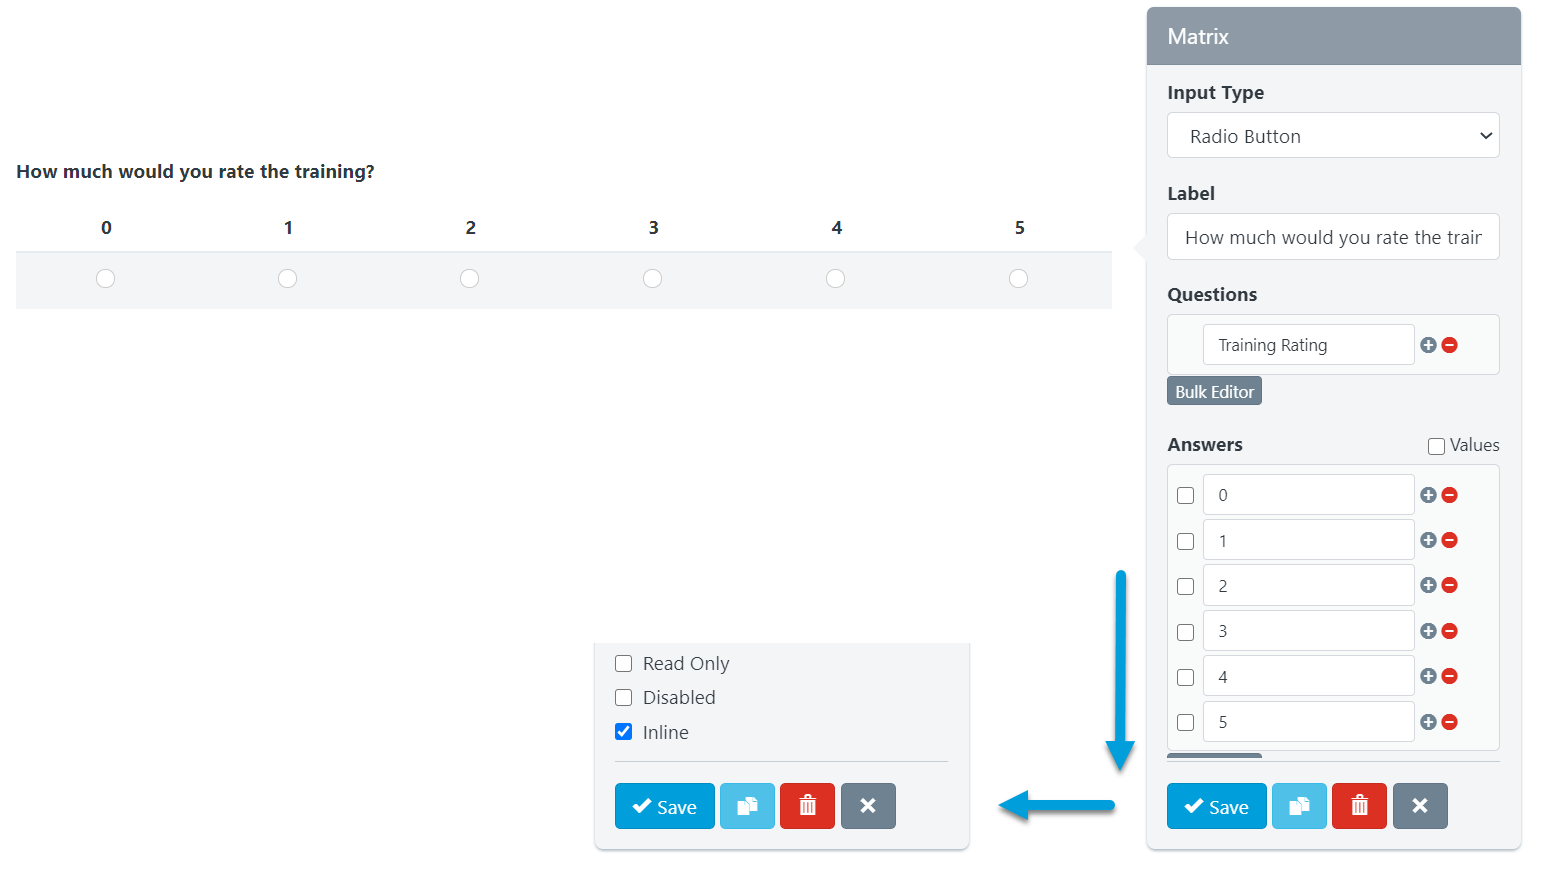 How much would you rate the training?
0 1 2 3 4 5
Matrix
Input Type
Radio Button
Label
How much would you rate the train
Questions
Training Rating
Bulk Editor
Answers
Values
0
1
2
3
4
5
Save
Read Only
Disabled
Inline
Save